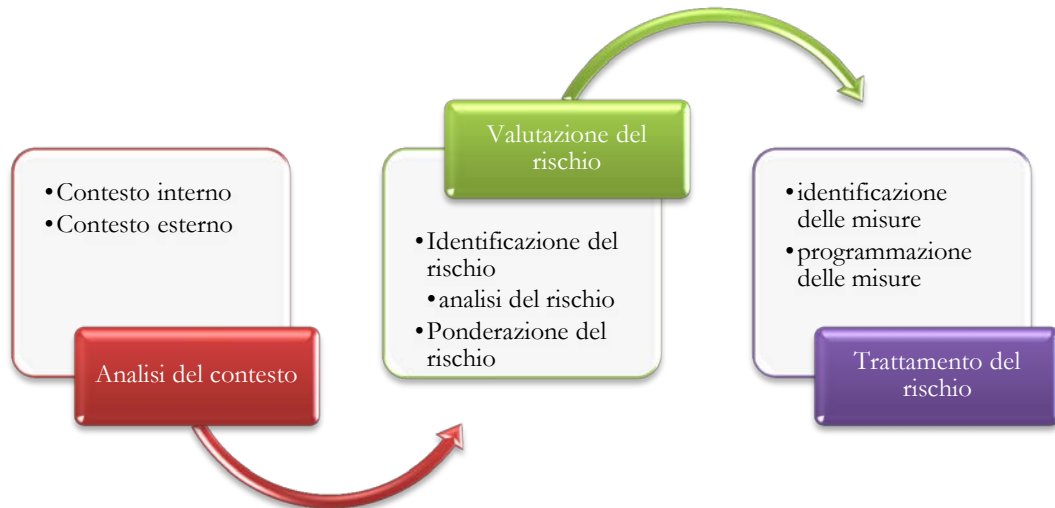 •Contesto interno
•Contesto esterno
Analisi del contesto
Valutazione del
rischio
•Identificazione del
rischio
•analisi del rischio
•Ponderazione del
rischio
•identificazione
delle misure
•programmazione
delle misure
Trattamento del
rischio